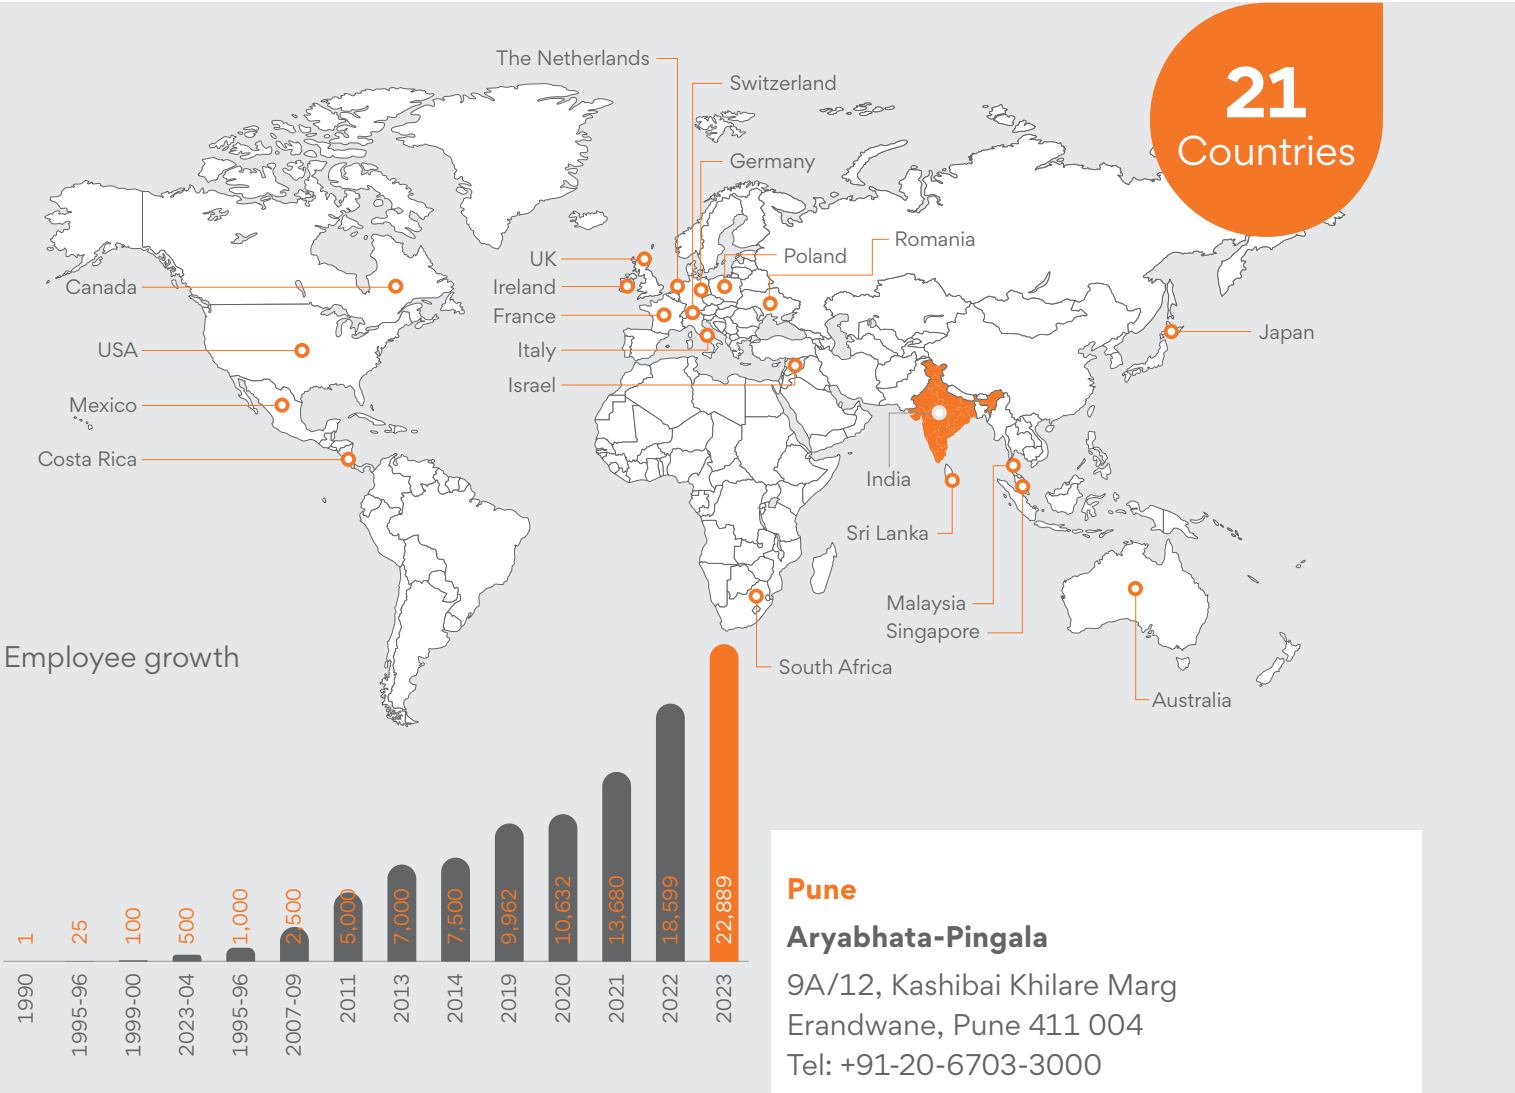 21
Countries
The Netherlands
Switzerland
Germany
Romania
Poland
UK
Ireland
France
Italy
Israel
Canada
USA
Mexico
Costa Rica
Japan
India
Sri Lanka
Malaysia
Singapore
South Africa
Australia
Employee growth
1
25
100
500
1,000
2,500
5,000
7,000
7,500
9,962
10,632
13,680
18,599
22,889
1990
1995-96
1999-00
2023-04
1995-96
2007-09
2011
2013
2014
2019
2020
2021
2022
2023
Pune
Aryabhata-Pingala
9A/12, Kashibai Khilare Marg
Erandwane, Pune 411 004
Tel: +91-20-6703-3000